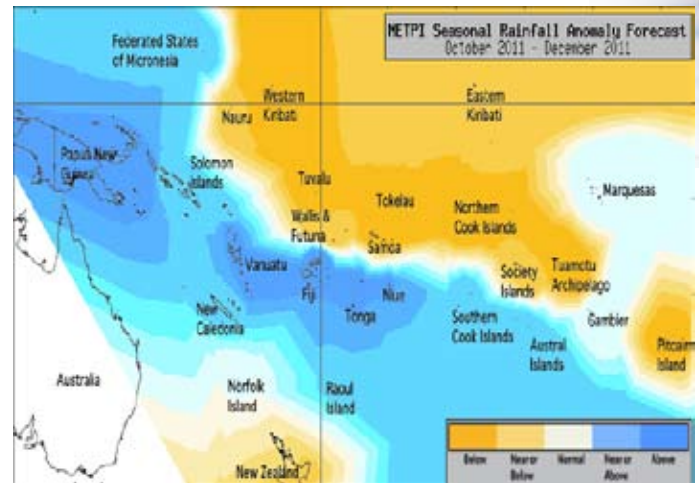 METPI Seasonal Rainfall Anomaly Forecast
October 2011 - December 2011
Federated States
of Micronesia
Nauru
Western
Kiribati
Eastern
Kiribati
Papua New
Guinea
Solomon
Islands
Tuvalu
Tokelau
Northern
Cook Islands
Marquesas
Wallis &
Futuna
Samoa
Vanuatu
Fiji
Niue
Tonga
Society
Islands
Tuamotu
Archipelago
New
Caledonia
Southern
Cook Islands
Austral
Islands
Gambier
Pitcairn
Island
Australia
Norfolk
Island
Raoul
Island
New Zealand
Below
Near or
Below
Normal
Near or
Above
Above